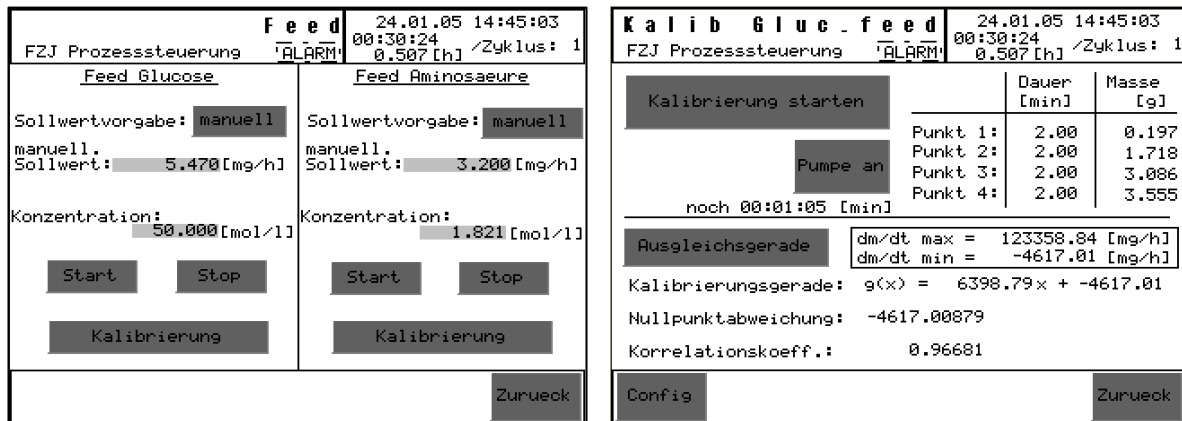 Feed
24.01.05 14:45:03
FZJ Prozesssteuerung 'ALARM' 00:30:24 /Zyklus: 1
0.507 [h]
Feed Glucose
Sollwertvorgabe: manuell
manuell.
Sollwert: 5.470 [mg/h]
Konzentration:
50.000 [mol/l]
Start Stop
Kalibrierung
Feed Aminosaeure
Sollwertvorgabe: manuell
manuell.
Sollwert: 3.200 [mg/h]
Konzentration:
1.821 [mol/l]
Start Stop
Kalibrierung
Zurueck
Kalib Gluc_feed
24.01.05 14:45:03
FZJ Prozesssteuerung 'ALARM' 00:30:24 /Zyklus: 1
0.507 [h]
Kalibrierung starten
Pumpe an
noch 00:01:05 [min]
Dauer Masse
[min] [g]
Punkt 1: 2.00 0.197
Punkt 2: 2.00 1.718
Punkt 3: 2.00 3.086
Punkt 4: 2.00 3.555
Ausgleichsgerade
dm/dt max = 123358.84 [mg/h]
dm/dt min = -4617.01 [mg/h]
Kalibrierungsgerade: g(x) = 6398.79x + -4617.01
Nullpunktabweichung: -4617.00879
Korrelationskoeff.: 0.96681
Config Zurueck